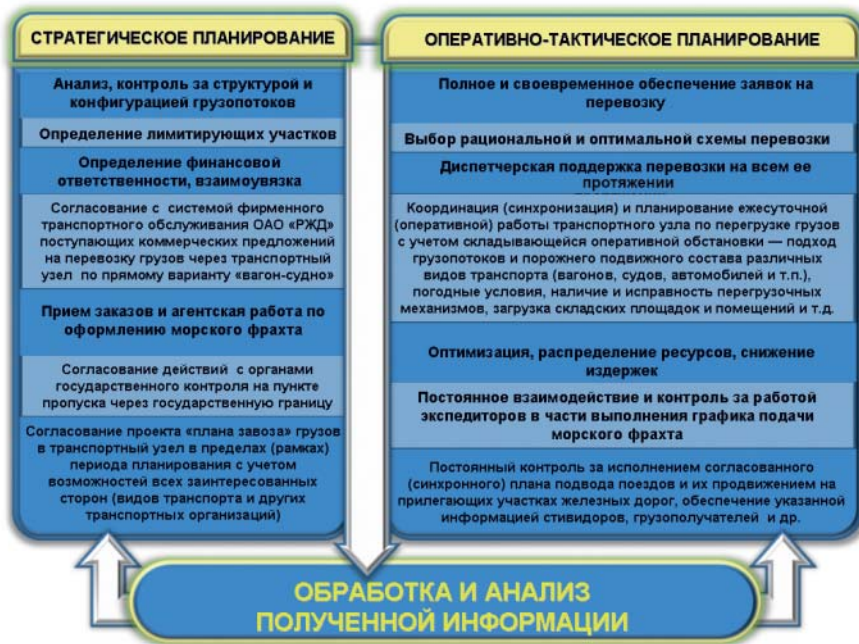 СТРАТЕГИЧЕСКОЕ ПЛАНИРОВАНИЕ
Анализ, контроль за структурой и
конфигурацией грузопотоков
Определение лимитирующих участков
Определение финансовой
ответственности, взаимоувязка
Согласование с системой фирменного
транспортного обслуживания ОАО «РЖД»
поступающих коммерческих предложений
на перевозку грузов через транспортный
узел по прямому варианту «вагон-судно»
Прием заказов и агентская работа по
оформлению морского фрахта
Согласование действий с органами
государственного контроля на пункте
пропуска через государственную границу
Согласование проекта «плана завоза» грузов
в транспортный узел в пределах (рамках)
периода планирования с учетом
возможностей всех заинтересованных
сторон (видов транспорта и других
транспортных организаций)
ОПЕРАТИВНО-ТАКТИЧЕСКОЕ ПЛАНИРОВАНИЕ
Полное и своевременное обеспечение заявок на
перевозку
Выбор рациональной и оптимальной схемы перевозки
Диспетчерская поддержка перевозки на всем ее
протяжении
Координация (синхронизация) и планирование ежесуточной
(оперативной) работы транспортного узла по перегрузке грузов
с учетом складывающейся оперативной обстановки — подход
грузопотоков и порожнего подвижного состава различных
видов транспорта (вагонов, судов, автомобилей и т.п.),
погодные условия, наличие и исправность перегрузочных
механизмов, загрузка складских площадок и помещений и т.д.
Оптимизация, распределение ресурсов, снижение
издержек
Постоянное взаимодействие и контроль за работой
экспедиторов в части выполнения графика подачи
морского фрахта
Постоянный контроль за исполнением согласованного
(синхронного) плана подвода поездов и их продвижением на
прилегающих участках железных дорог, обеспечение указанной
информацией стивидоров, грузополучателей и др.
ОБРАБОТКА И АНАЛИЗ
ПОЛУЧЕННОЙ ИНФОРМАЦИИ